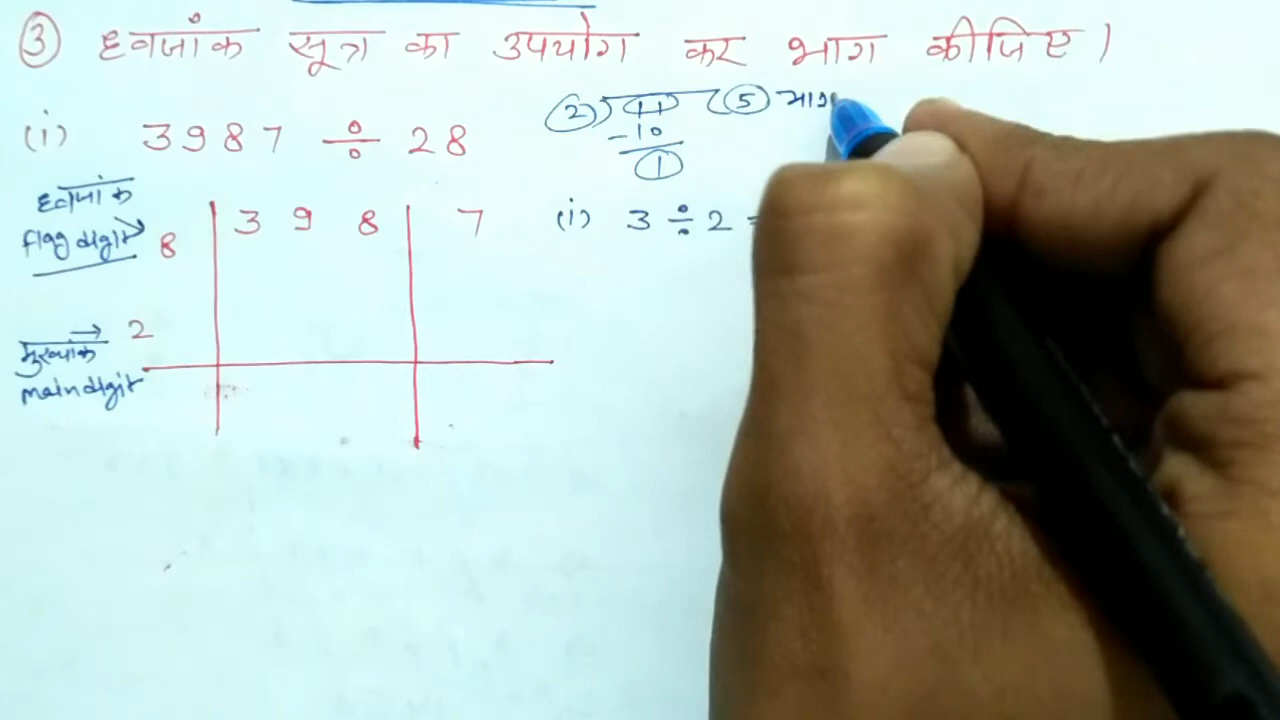 ③ ध्वजांक सूत्र का उपयोग कर भाग कीजिए।
2) 11 (5 भाग
(i) 3987 ÷ 28
-10
1
ध्वजांक
flag digit → 8 3 9 8 7
(i) 3 ÷ 2 =
→ 2
मुख्यांक
main digit